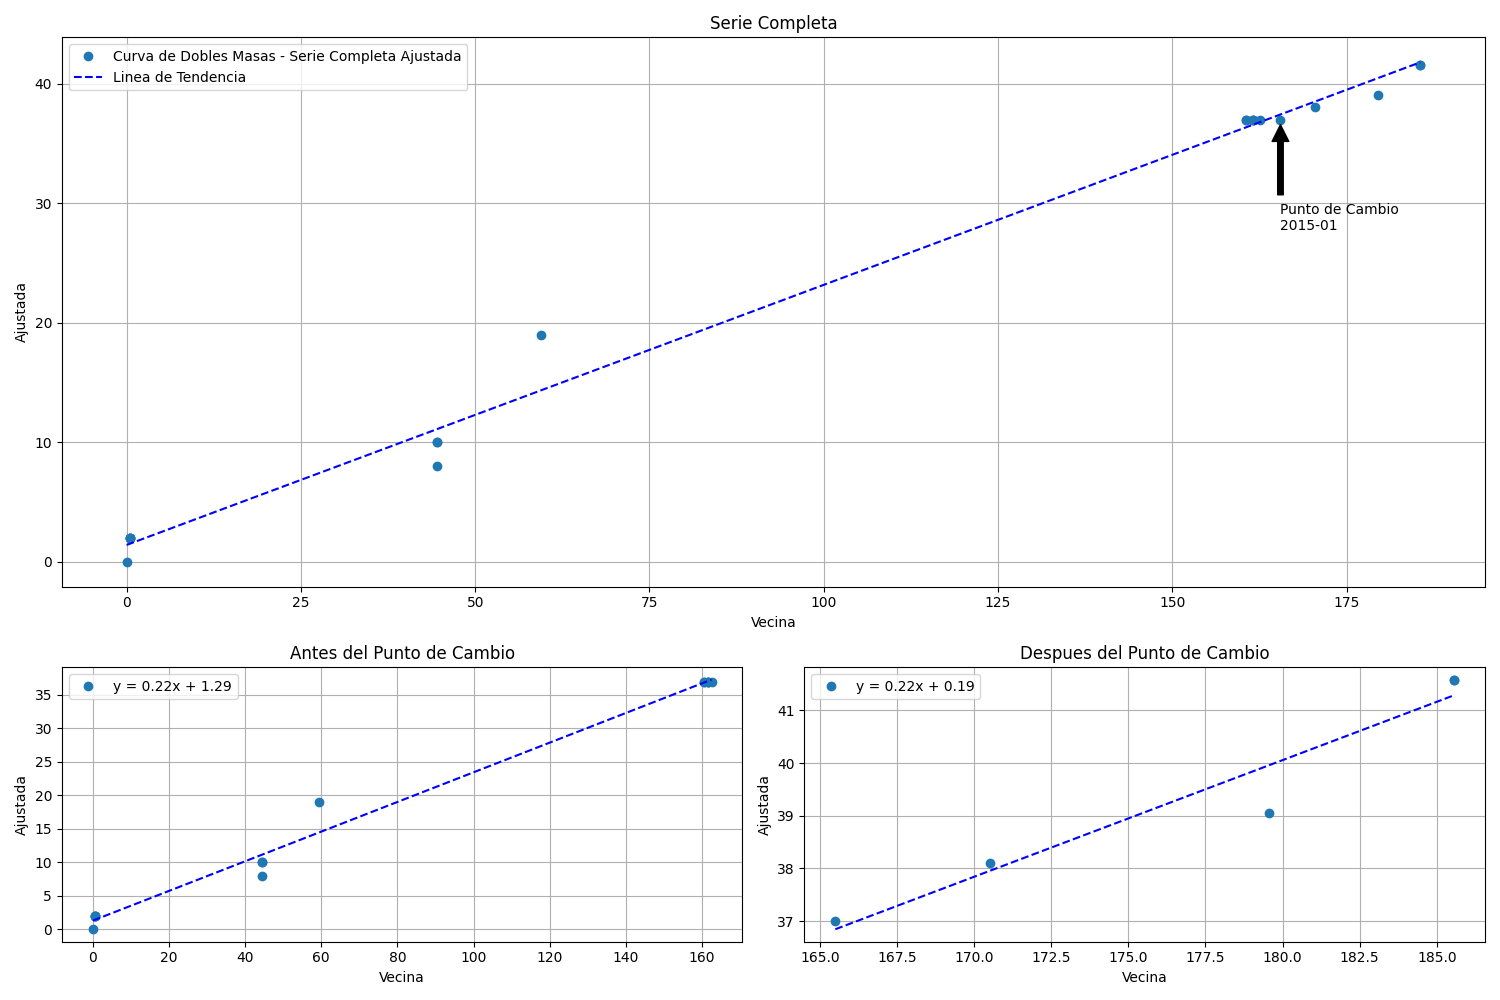 Serie Completa
Curva de Dobles Masas - Serie Completa Ajustada
Linea de Tendencia
40
30
20
10
0
Ajustada
Punto de Cambio
2015-01
0 25 50 75 100 125 150 175
Vecina
Antes del Punto de Cambio
y = 0.22x + 1.29
35
30
25
20
15
10
5
0
Ajustada
0 20 40 60 80 100 120 140 160
Vecina
Despues del Punto de Cambio
y = 0.22x + 0.19
41
40
39
38
37
Ajustada
165.0 167.5 170.0 172.5 175.0 177.5 180.0 182.5 185.0
Vecina